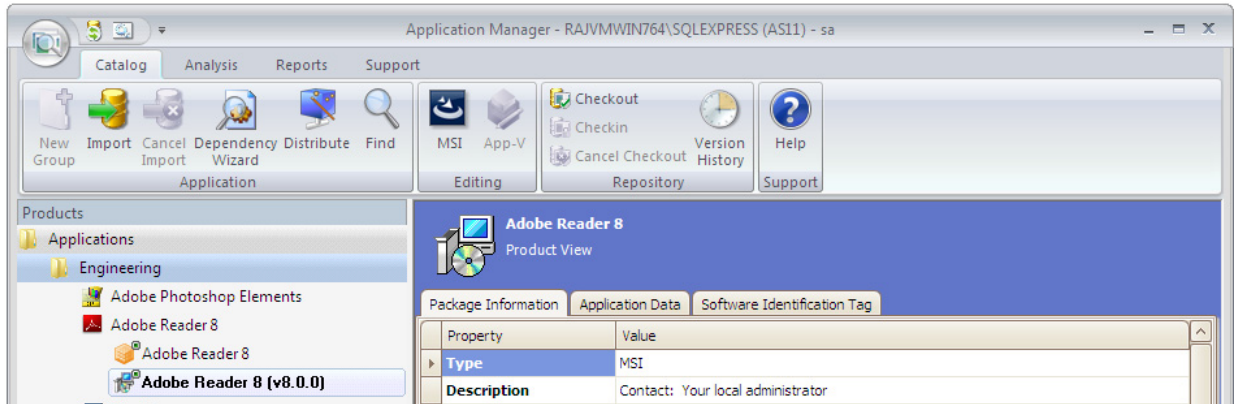 Application Manager - RAJVMWIN764\SQLEXPRESS (AS11) - sa
Catalog Analysis Reports Support
New Group Import Cancel Import Dependency Wizard Distribute Find
Application
MSI App-V
Editing
Checkout
Checkin
Cancel Checkout
Version History
Repository
Help
Support
Products
Applications
Engineering
Adobe Photoshop Elements
Adobe Reader 8
Adobe Reader 8
Adobe Reader 8 (v8.0.0)
Adobe Reader 8
Product View
Package Information Application Data Software Identification Tag
Property Value
Type MSI
Description Contact: Your local administrator